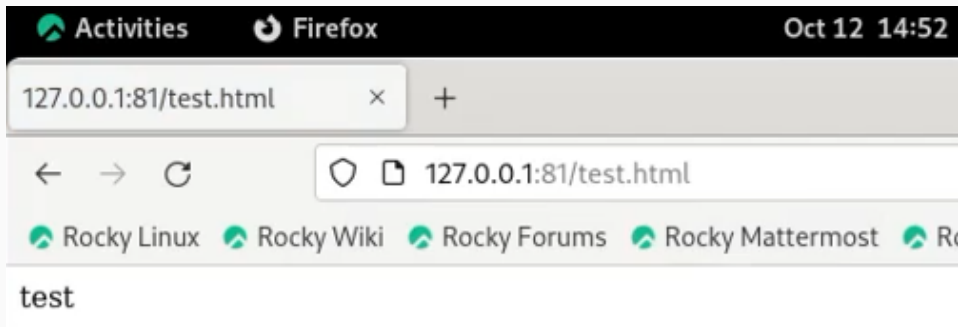 Activities Firefox Oct 12 14:52
127.0.0.1:81/test.html
127.0.0.1:81/test.html
Rocky Linux Rocky Wiki Rocky Forums Rocky Mattermost
test